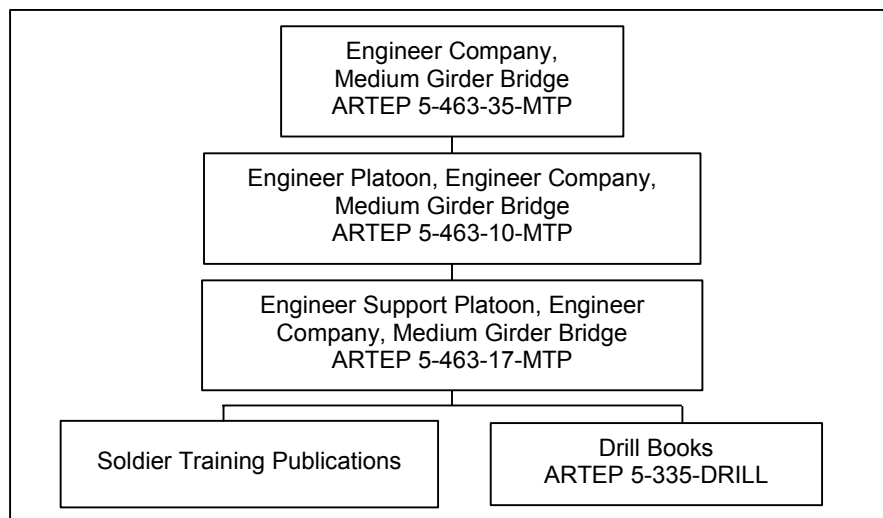 Engineer Company,
Medium Girder Bridge
ARTEP 5-463-35-MTP
Engineer Platoon, Engineer Company,
Medium Girder Bridge
ARTEP 5-463-10-MTP
Engineer Support Platoon, Engineer
Company, Medium Girder Bridge
ARTEP 5-463-17-MTP
Soldier Training Publications
Drill Books
ARTEP 5-335-DRILL